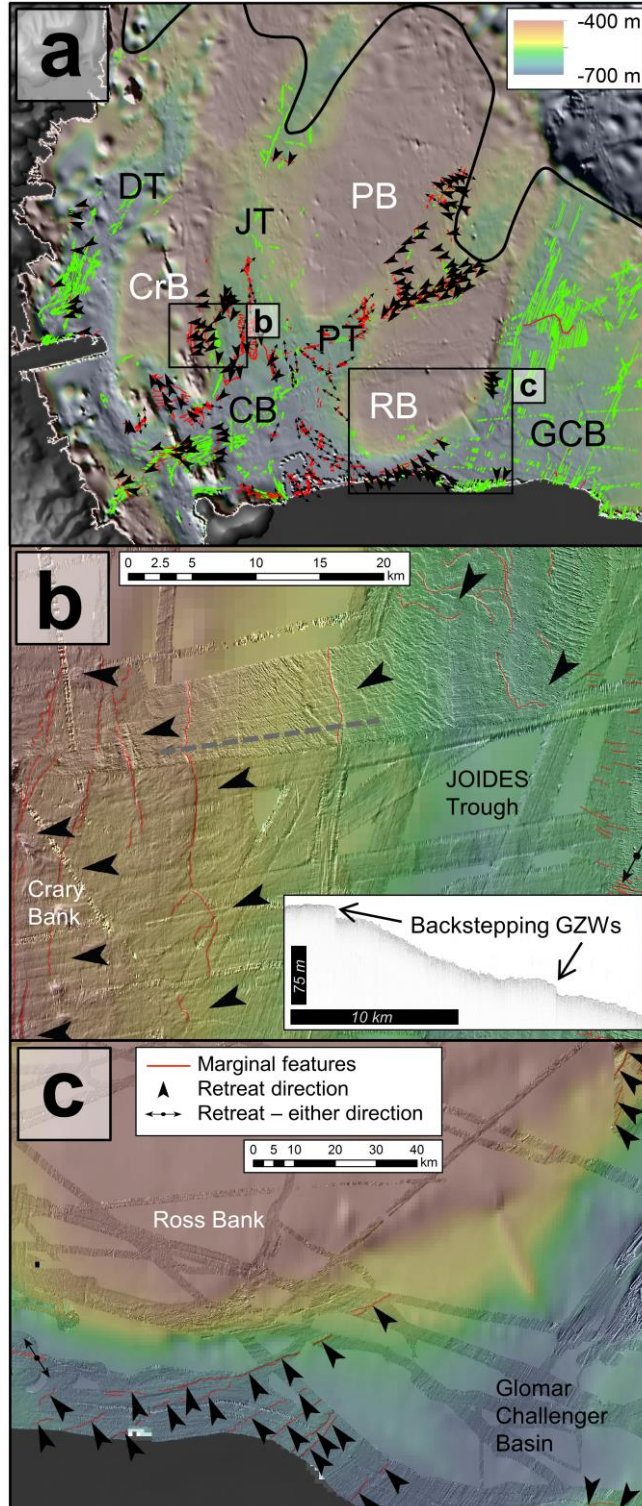 a
-400 m
-700 m
DT
JT
PB
CrB
b
PT
CB
RB
c
GCB
b
0 2.5 5 10 15 20
km
JOIDES
Trough
Crary
Bank
Backstepping GZWs
75 m
10 km
c
Marginal features
Retreat direction
Retreat – either direction
0 5 10 20 30 40
km
Ross Bank
Glomar
Challenger
Basin